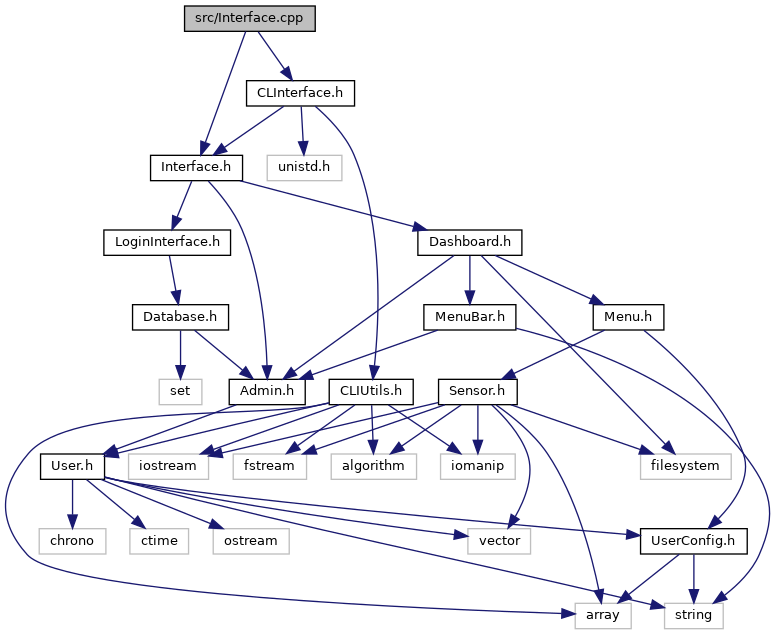 src/Interface.cpp
CLInterface.h
Interface.h
unistd.h
LoginInterface.h
Dashboard.h
Database.h
MenuBar.h
Menu.h
set
Admin.h
CLIUtils.h
Sensor.h
User.h
iostream
fstream
algorithm
iomanip
filesystem
chrono
ctime
ostream
vector
UserConfig.h
array
string